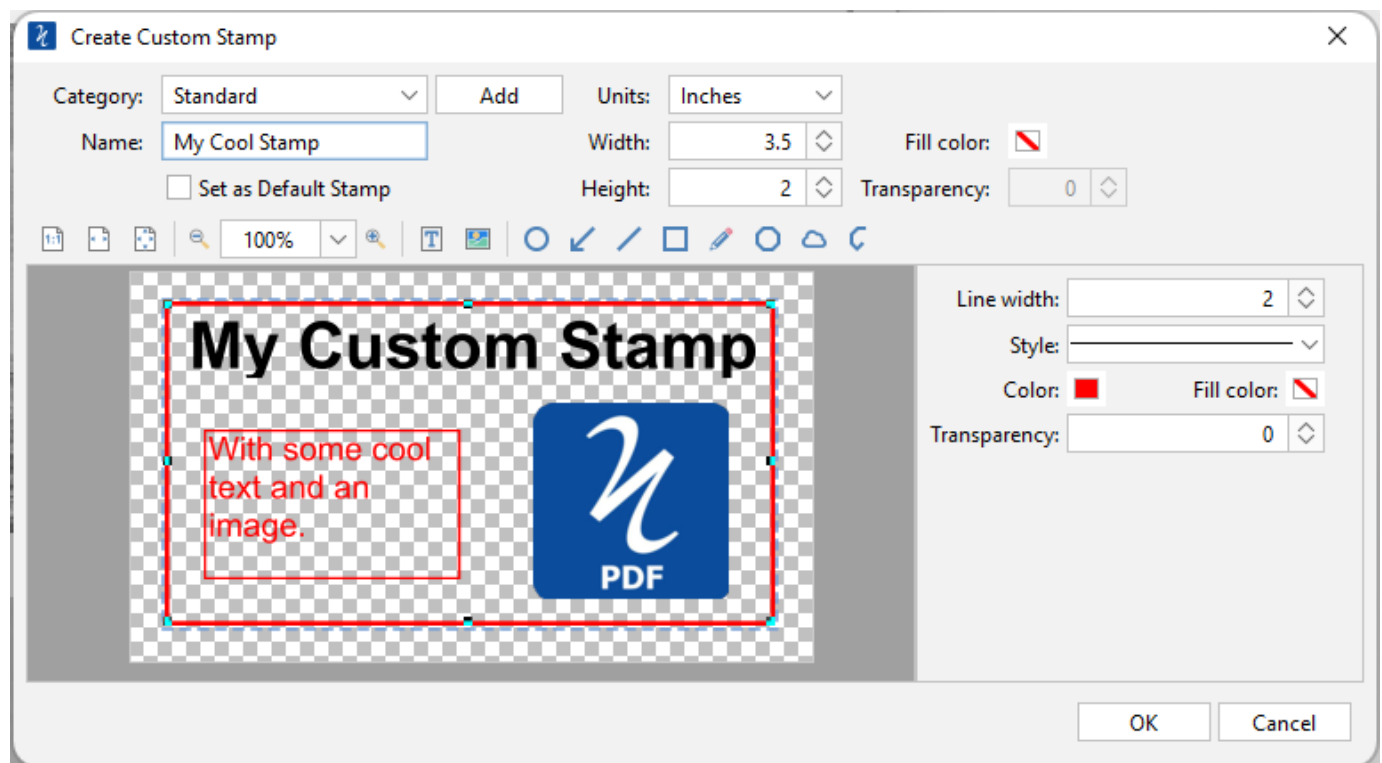 Create Custom Stamp
Category: Standard Add Units: Inches
Name: My Cool Stamp Width: 3.5 Fill color:
Set as Default Stamp Height: 2 Transparency: 0
1:1 100% T
My Custom Stamp
With some cool
text and an
image.
PDF
Line width: 2
Style:
Color: Fill color:
Transparency: 0
OK Cancel